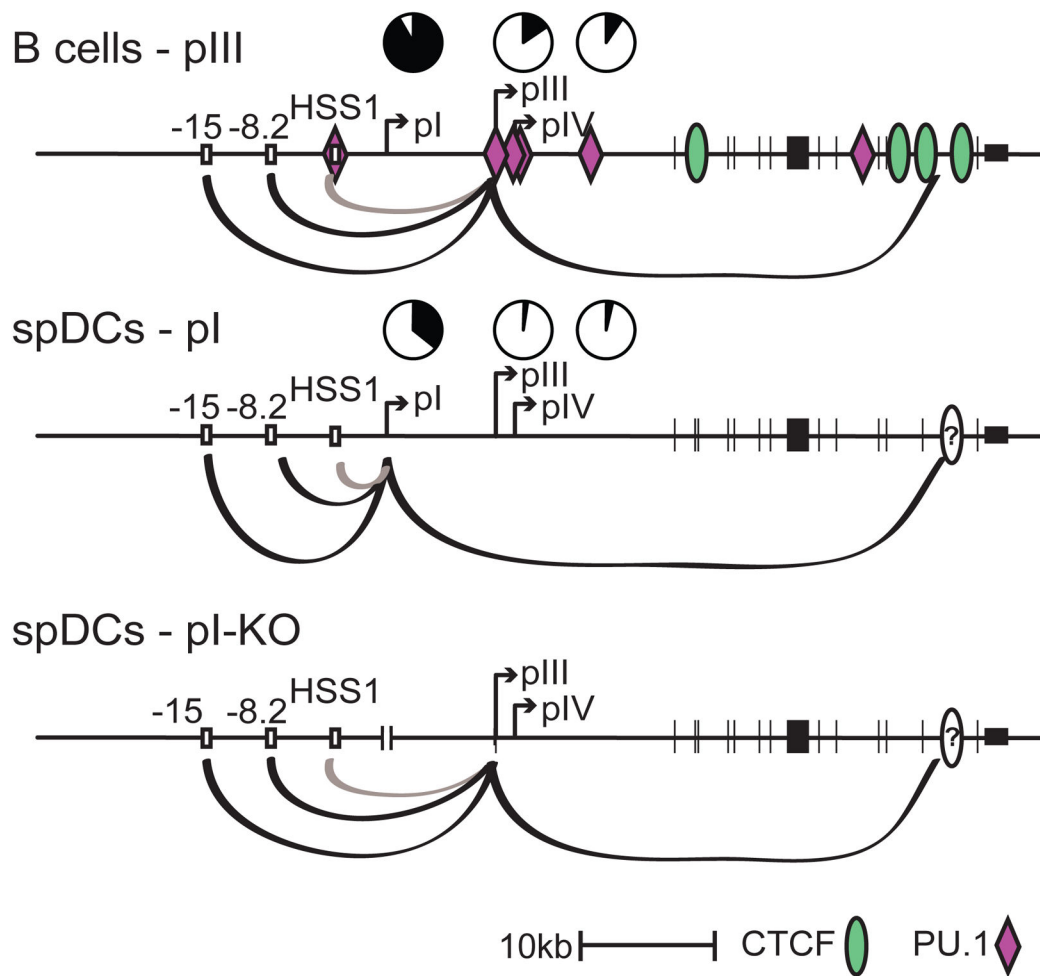 B cells - pIII
-15 -8.2 HSS1 pI pIII
pIV
spDCs - pI
-15 -8.2 HSS1 pI pIII
pIV
?
spDCs - pI-KO
-15 -8.2 HSS1 pIII
pIV
?
10kb CTCF PU.1